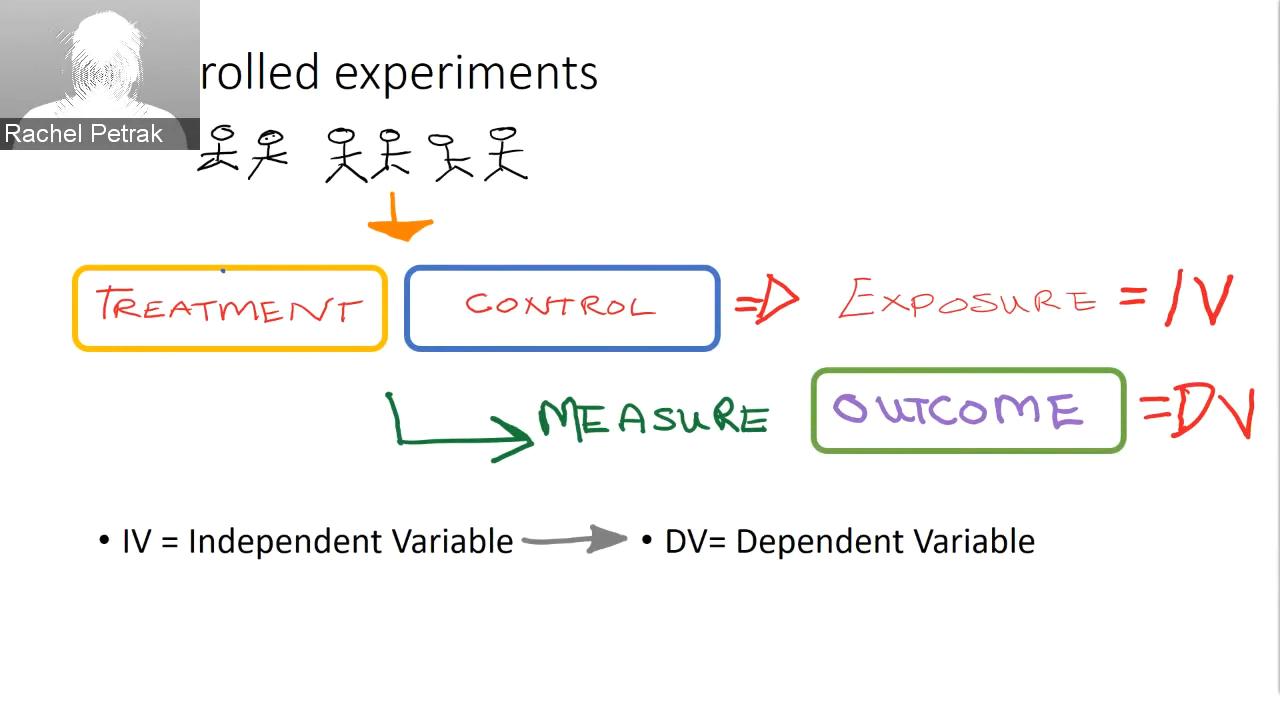 rolled experiments
Rachel Petrak
TREATMENT CONTROL => EXPOSURE = IV
MEASURE OUTCOME = DV
• IV = Independent Variable • DV= Dependent Variable